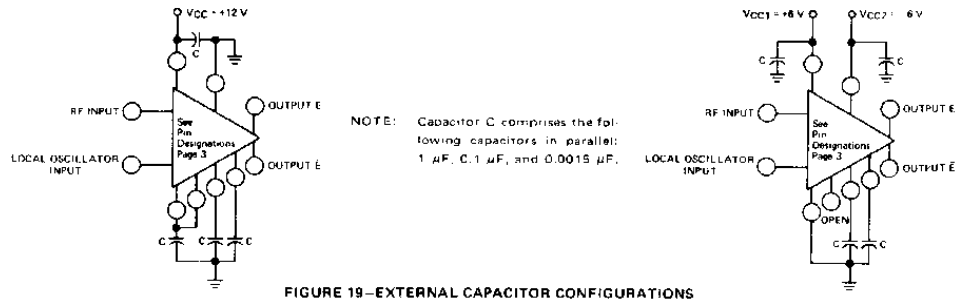 VCC = +12 V
C
RF INPUT
LOCAL OSCILLATOR
INPUT
See
Pin
Designations
Page 3
OUTPUT E
OUTPUT E
C
C
C
NOTE: Capacitor C comprises the fol-
lowing capacitors in parallel:
1 µF, 0.1 µF, and 0.0015 µF.
VCC1 = +6 V
VCC2 = 6 V
C
C
RF INPUT
LOCAL OSCILLATOR
INPUT
See
Pin
Designations
Page 3
OUTPUT E
OUTPUT E
OPEN
C
C
FIGURE 19–EXTERNAL CAPACITOR CONFIGURATIONS